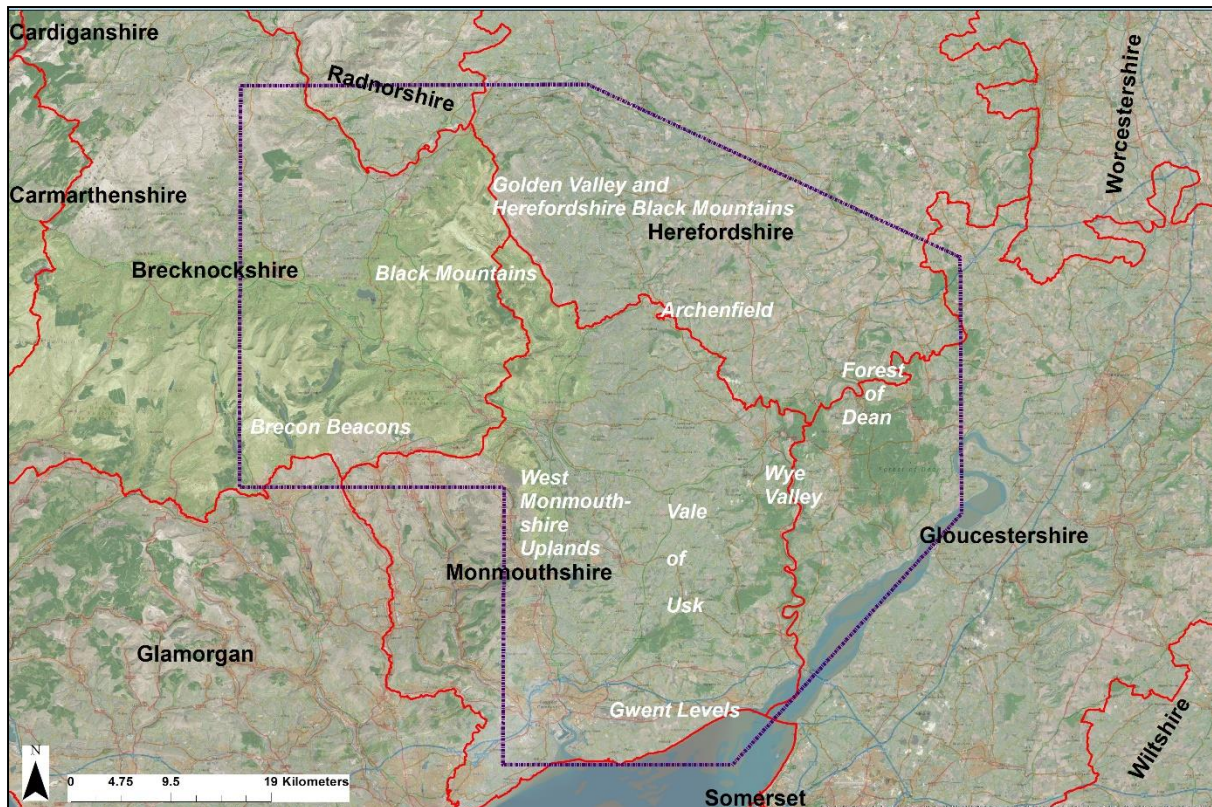 Cardiganshire
Radnorshire
Worcestershire
Carmarthenshire
Golden Valley and
Herefordshire Black Mountains
Herefordshire
Brecknockshire
Black Mountains
Archenfield
Forest
of
Dean
Brecon Beacons
West
Monmouth-
shire
Uplands
Wye
Valley
Vale
of
Usk
Gloucestershire
Monmouthshire
Glamorgan
Gwent Levels
Wiltshire
Somerset
N
0 4.75 9.5 19 Kilometers